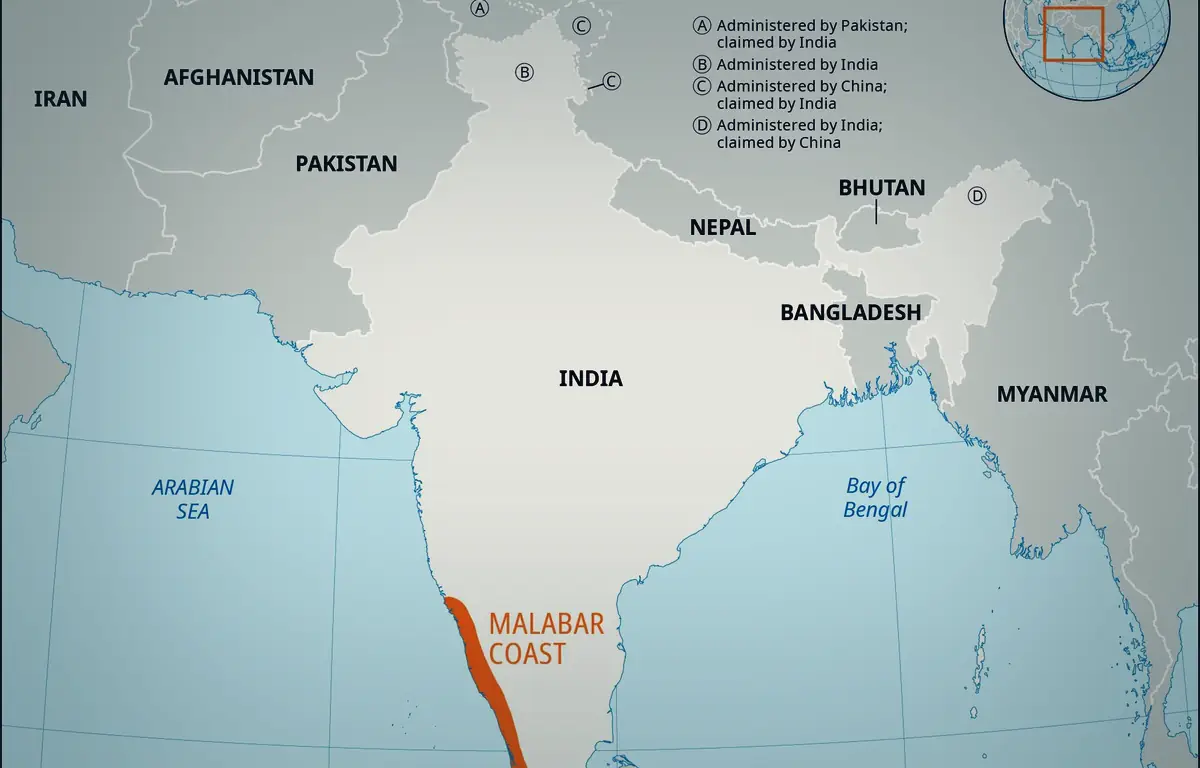 Ⓐ
Ⓒ
Ⓐ Administered by Pakistan;
claimed by India
Ⓑ Administered by India
Ⓒ Administered by China;
claimed by India
Ⓓ Administered by India;
claimed by China
Ⓑ
Ⓒ
AFGHANISTAN
IRAN
PAKISTAN
BHUTAN
Ⓓ
NEPAL
BANGLADESH
INDIA
MYANMAR
ARABIAN
SEA
Bay of
Bengal
MALABAR
COAST